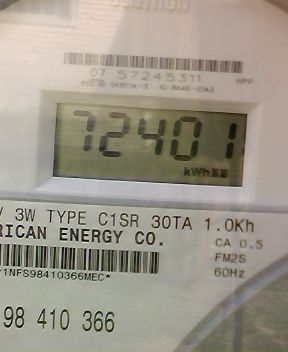 07 57245311
72401
kWh
3W TYPE C1SR 30TA 1.0Kh
RICAN ENERGY CO.
CA 0.5
FM2S
60Hz
1NFS98410366MEC*
98 410 366